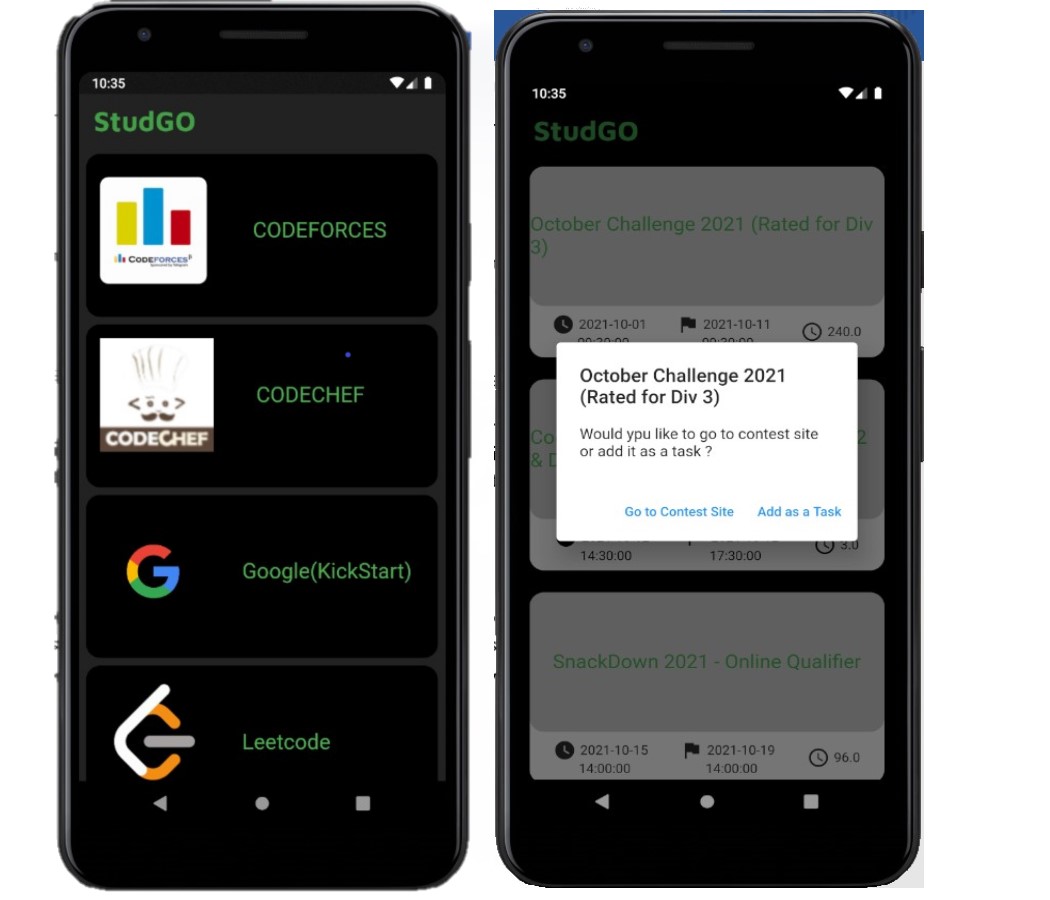 10:35
StudGO
CODEFORCES
CODEFORCES
CODECHEF
CODECHEF
Google(KickStart)
Leetcode
10:35
StudGO
October Challenge 2021 (Rated for Div
3)
2021-10-01
2021-10-11
240.0
October Challenge 2021
(Rated for Div 3)
Would ypu like to go to contest site
or add it as a task ?
Go to Contest Site Add as a Task
Co
2
& D
3.0
14:30:00
17:30:00
SnackDown 2021 - Online Qualifier
2021-10-15
14:00:00
2021-10-19
14:00:00
96.0